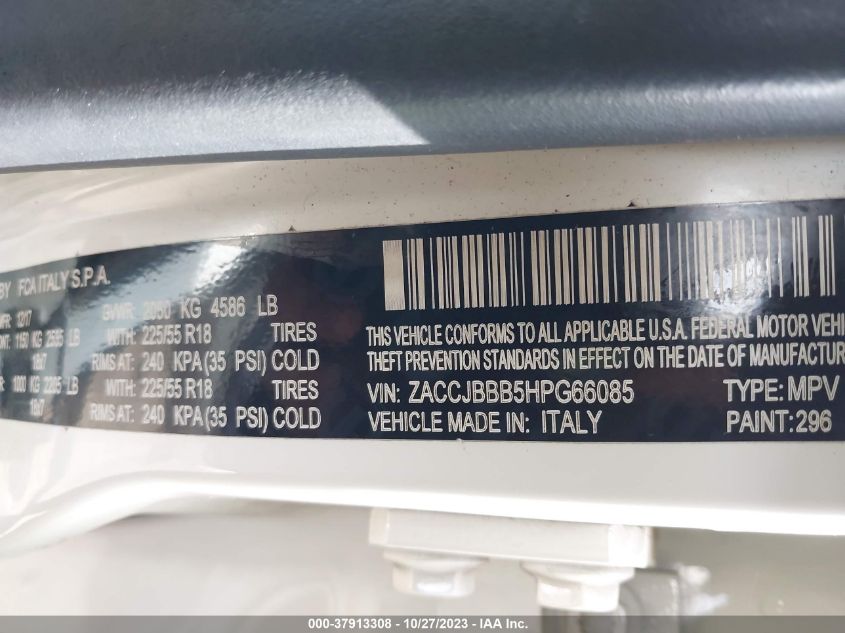 BY FCA ITALY S.P.A.
GVWR: 2080 KG 4586 LB
WITH: 225/55 R18 TIRES
RIMS AT: 240 KPA(35 PSI) COLD
WITH: 225/55 R18 TIRES
RIMS AT: 240 KPA(35 PSI) COLD
THIS VEHICLE CONFORMS TO ALL APPLICABLE U.S.A. FEDERAL MOTOR VEHI
THEFT PREVENTION STANDARDS IN EFFECT ON THE DATE OF MANUFACTUR
VIN: ZACCJBBB5HPG66085 TYPE: MPV
VEHICLE MADE IN: ITALY PAINT: 296
000-37913308 - 10/27/2023 - IAA Inc.